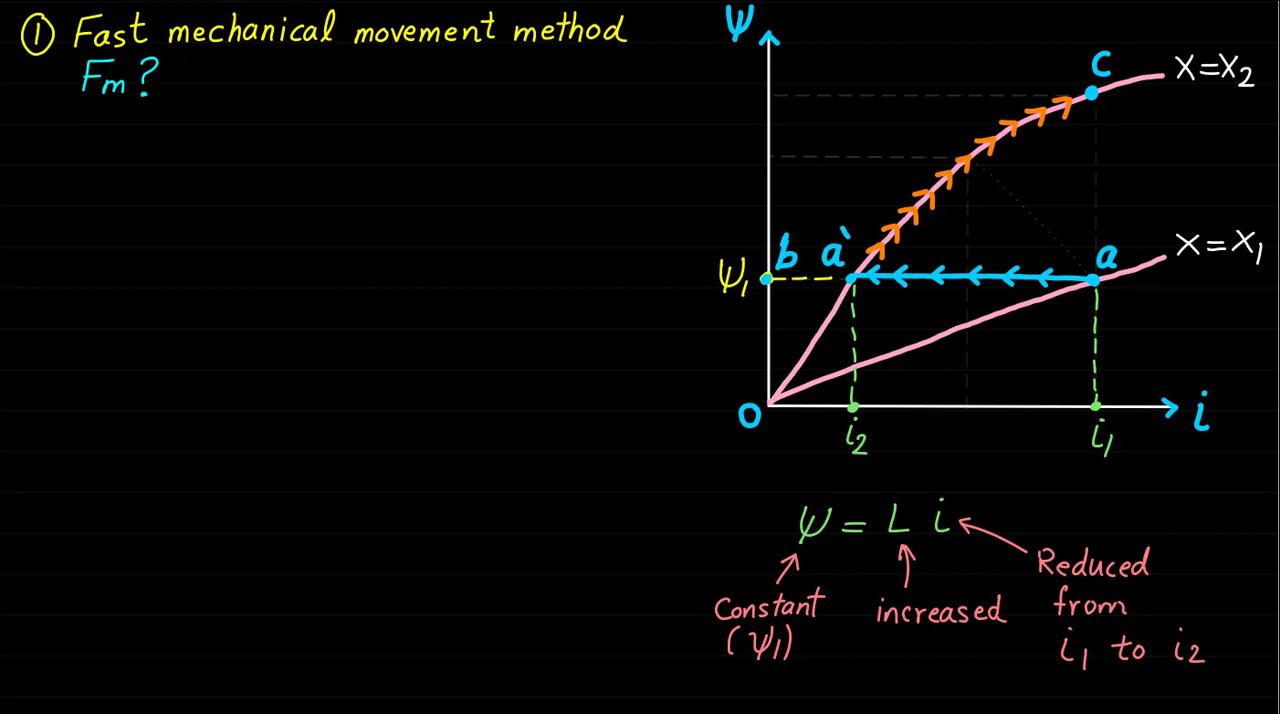 ① Fast mechanical movement method
Fm ?
ψ
c
x=x₂
b
a`
a
x=x₁
ψ₁
o
i₂
i₁
i
ψ = L i
Constant
(ψ₁)
increased
Reduced
from
i₁ to i₂